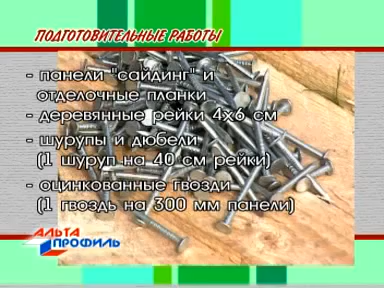 ПОДГОТОВИТЕЛЬНЫЕ РАБОТЫ
- панели "сайдинг" и
отделочные планки
- деревянные рейки 4х6 см
- шурупы и дюбели
(1 шуруп на 40 см рейки)
- оцинкованные гвозди
(1 гвоздь на 300 мм панели)
АЛЬТА
ПРОФИЛЬ